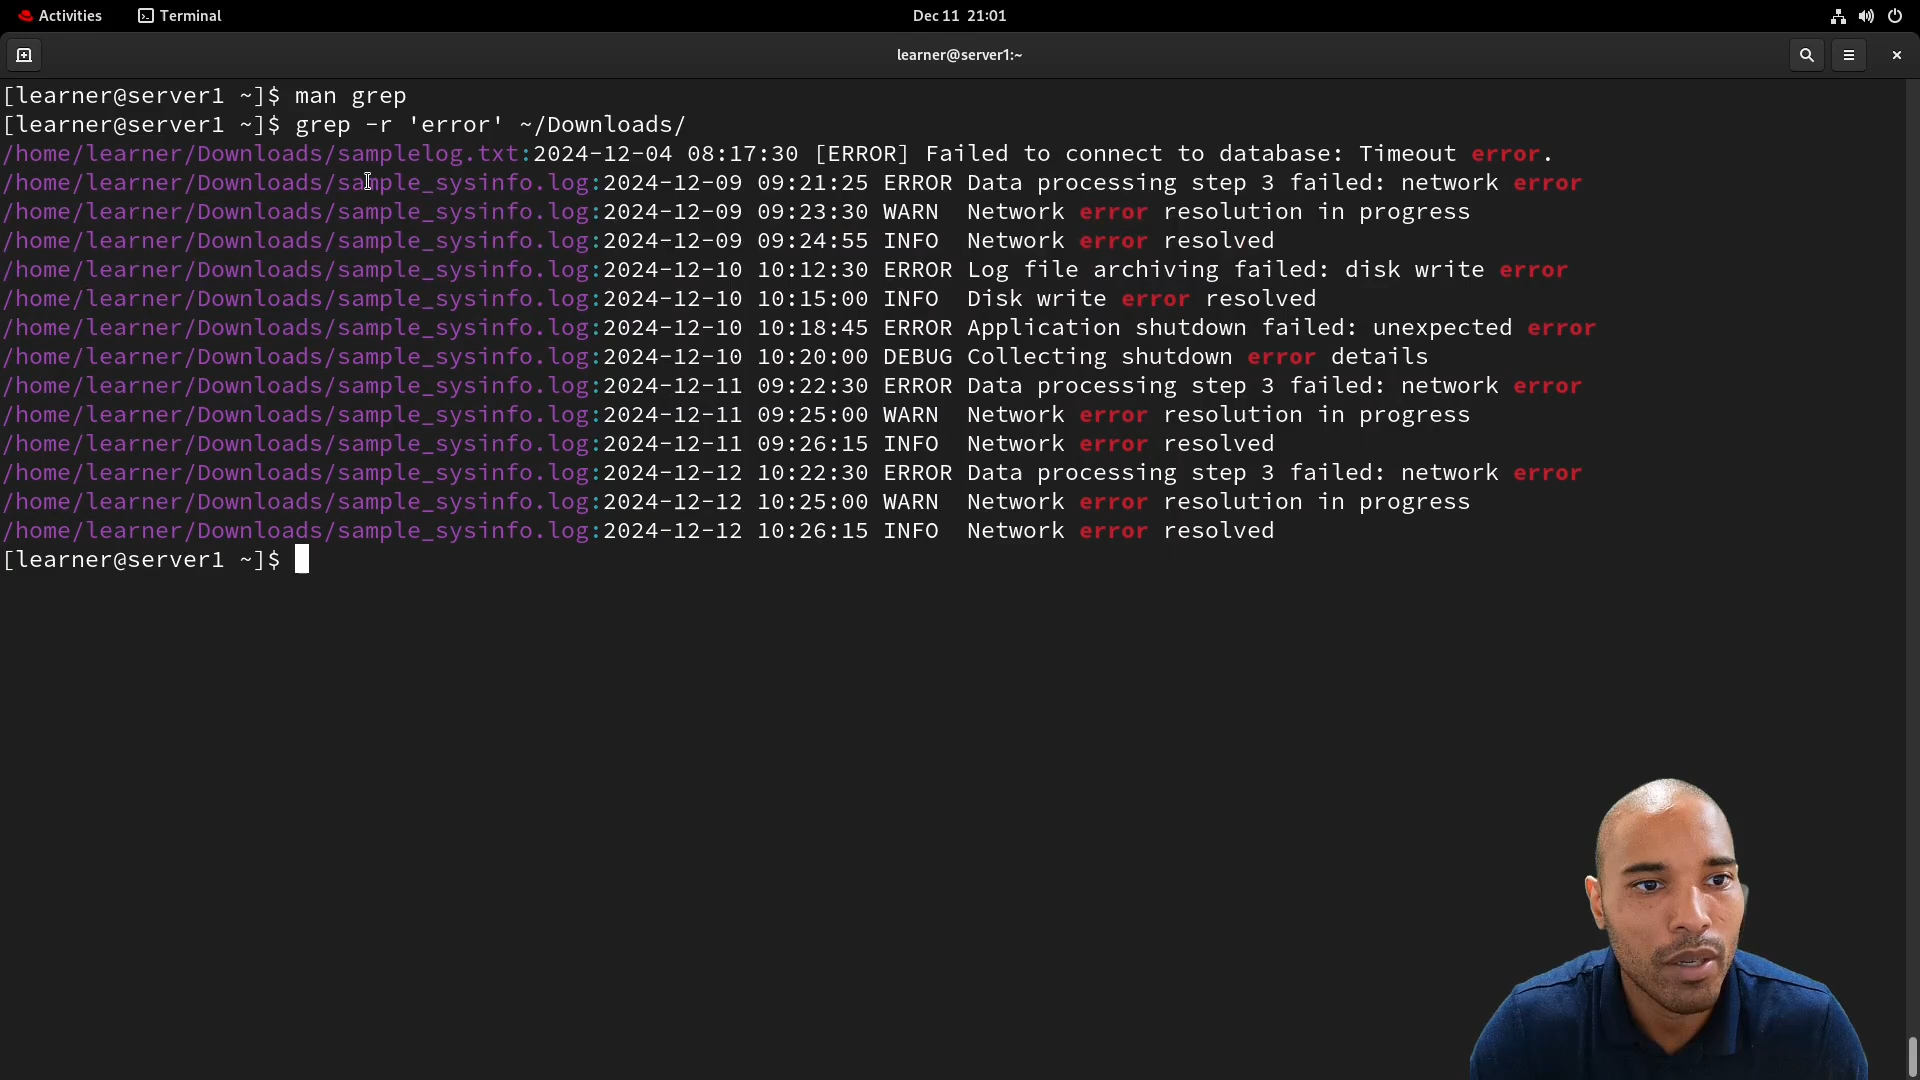 Activities
Terminal
Dec 11 21:01
learner@server1:~
[learner@server1 ~]$ man grep
[learner@server1 ~]$ grep -r 'error' ~/Downloads/
/home/learner/Downloads/samplelog.txt:2024-12-04 08:17:30 [ERROR] Failed to connect to database: Timeout error.
/home/learner/Downloads/sample_sysinfo.log:2024-12-09 09:21:25 ERROR Data processing step 3 failed: network error
/home/learner/Downloads/sample_sysinfo.log:2024-12-09 09:23:30 WARN  Network error resolution in progress
/home/learner/Downloads/sample_sysinfo.log:2024-12-09 09:24:55 INFO  Network error resolved
/home/learner/Downloads/sample_sysinfo.log:2024-12-10 10:12:30 ERROR Log file archiving failed: disk write error
/home/learner/Downloads/sample_sysinfo.log:2024-12-10 10:15:00 INFO  Disk write error resolved
/home/learner/Downloads/sample_sysinfo.log:2024-12-10 10:18:45 ERROR Application shutdown failed: unexpected error
/home/learner/Downloads/sample_sysinfo.log:2024-12-10 10:20:00 DEBUG Collecting shutdown error details
/home/learner/Downloads/sample_sysinfo.log:2024-12-11 09:22:30 ERROR Data processing step 3 failed: network error
/home/learner/Downloads/sample_sysinfo.log:2024-12-11 09:25:00 WARN  Network error resolution in progress
/home/learner/Downloads/sample_sysinfo.log:2024-12-11 09:26:15 INFO  Network error resolved
/home/learner/Downloads/sample_sysinfo.log:2024-12-12 10:22:30 ERROR Data processing step 3 failed: network error
/home/learner/Downloads/sample_sysinfo.log:2024-12-12 10:25:00 WARN  Network error resolution in progress
/home/learner/Downloads/sample_sysinfo.log:2024-12-12 10:26:15 INFO  Network error resolved
[learner@server1 ~]$